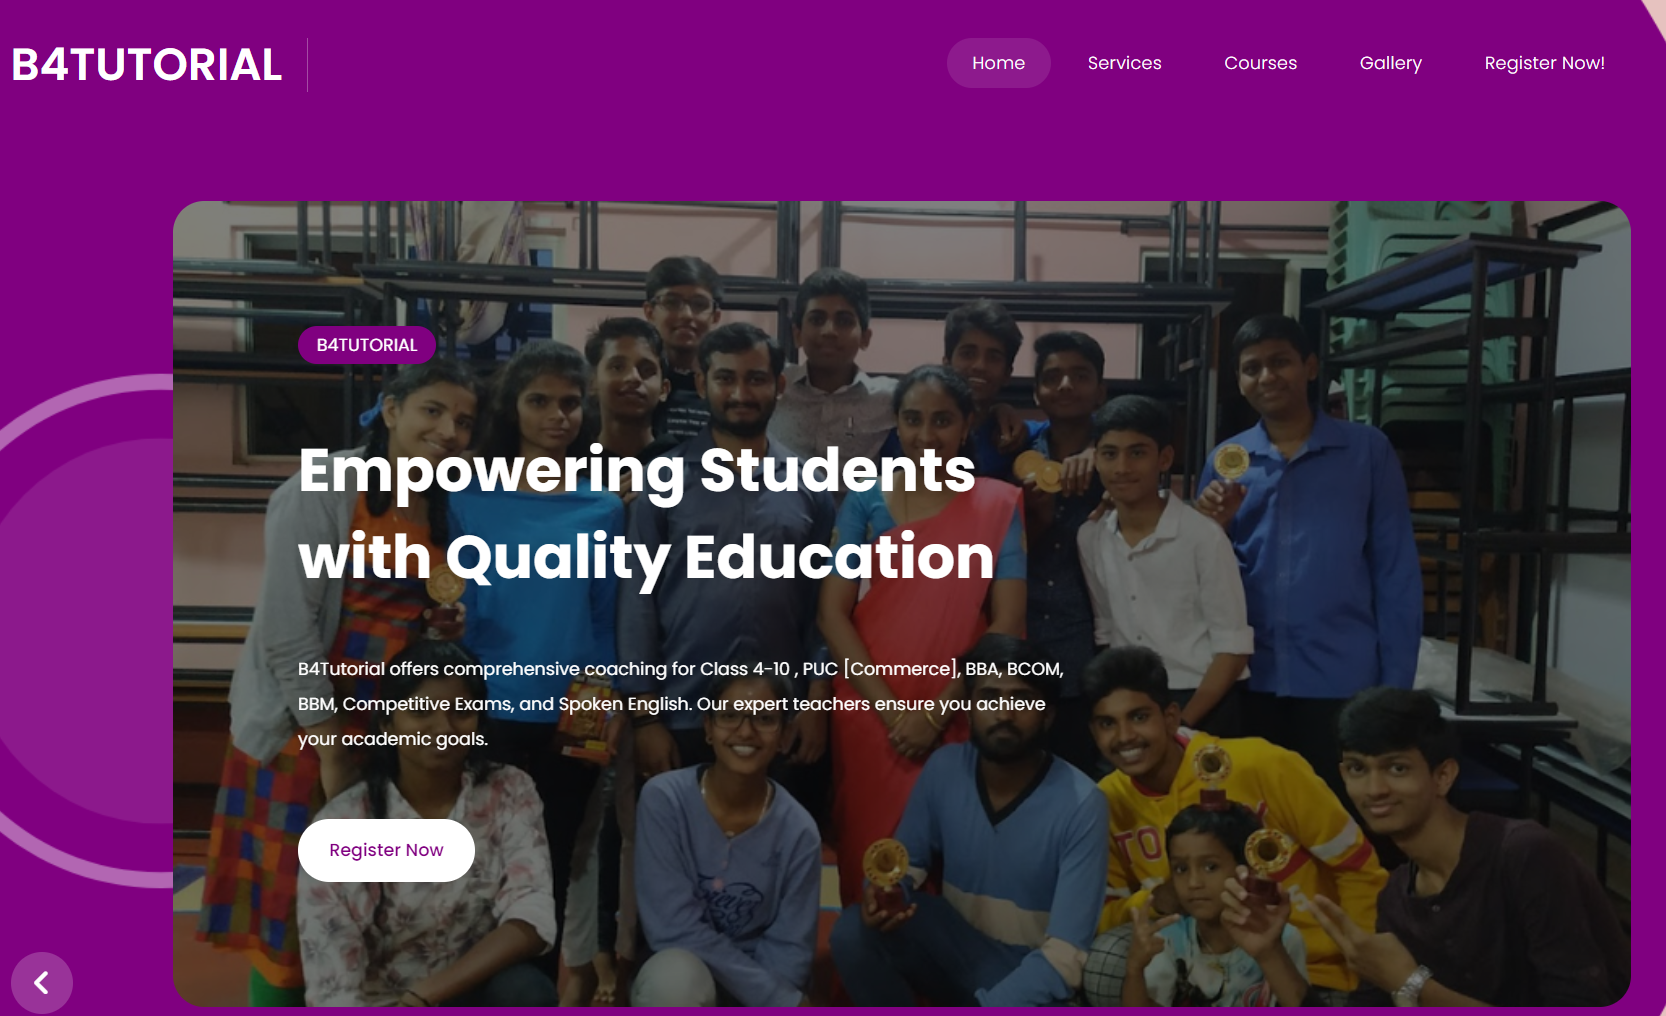 B4TUTORIAL
Home Services Courses Gallery Register Now!
B4TUTORIAL
Empowering Students
with Quality Education
B4Tutorial offers comprehensive coaching for Class 4-10 , PUC [Commerce], BBA, BCOM,
BBM, Competitive Exams, and Spoken English. Our expert teachers ensure you achieve
your academic goals.
Register Now